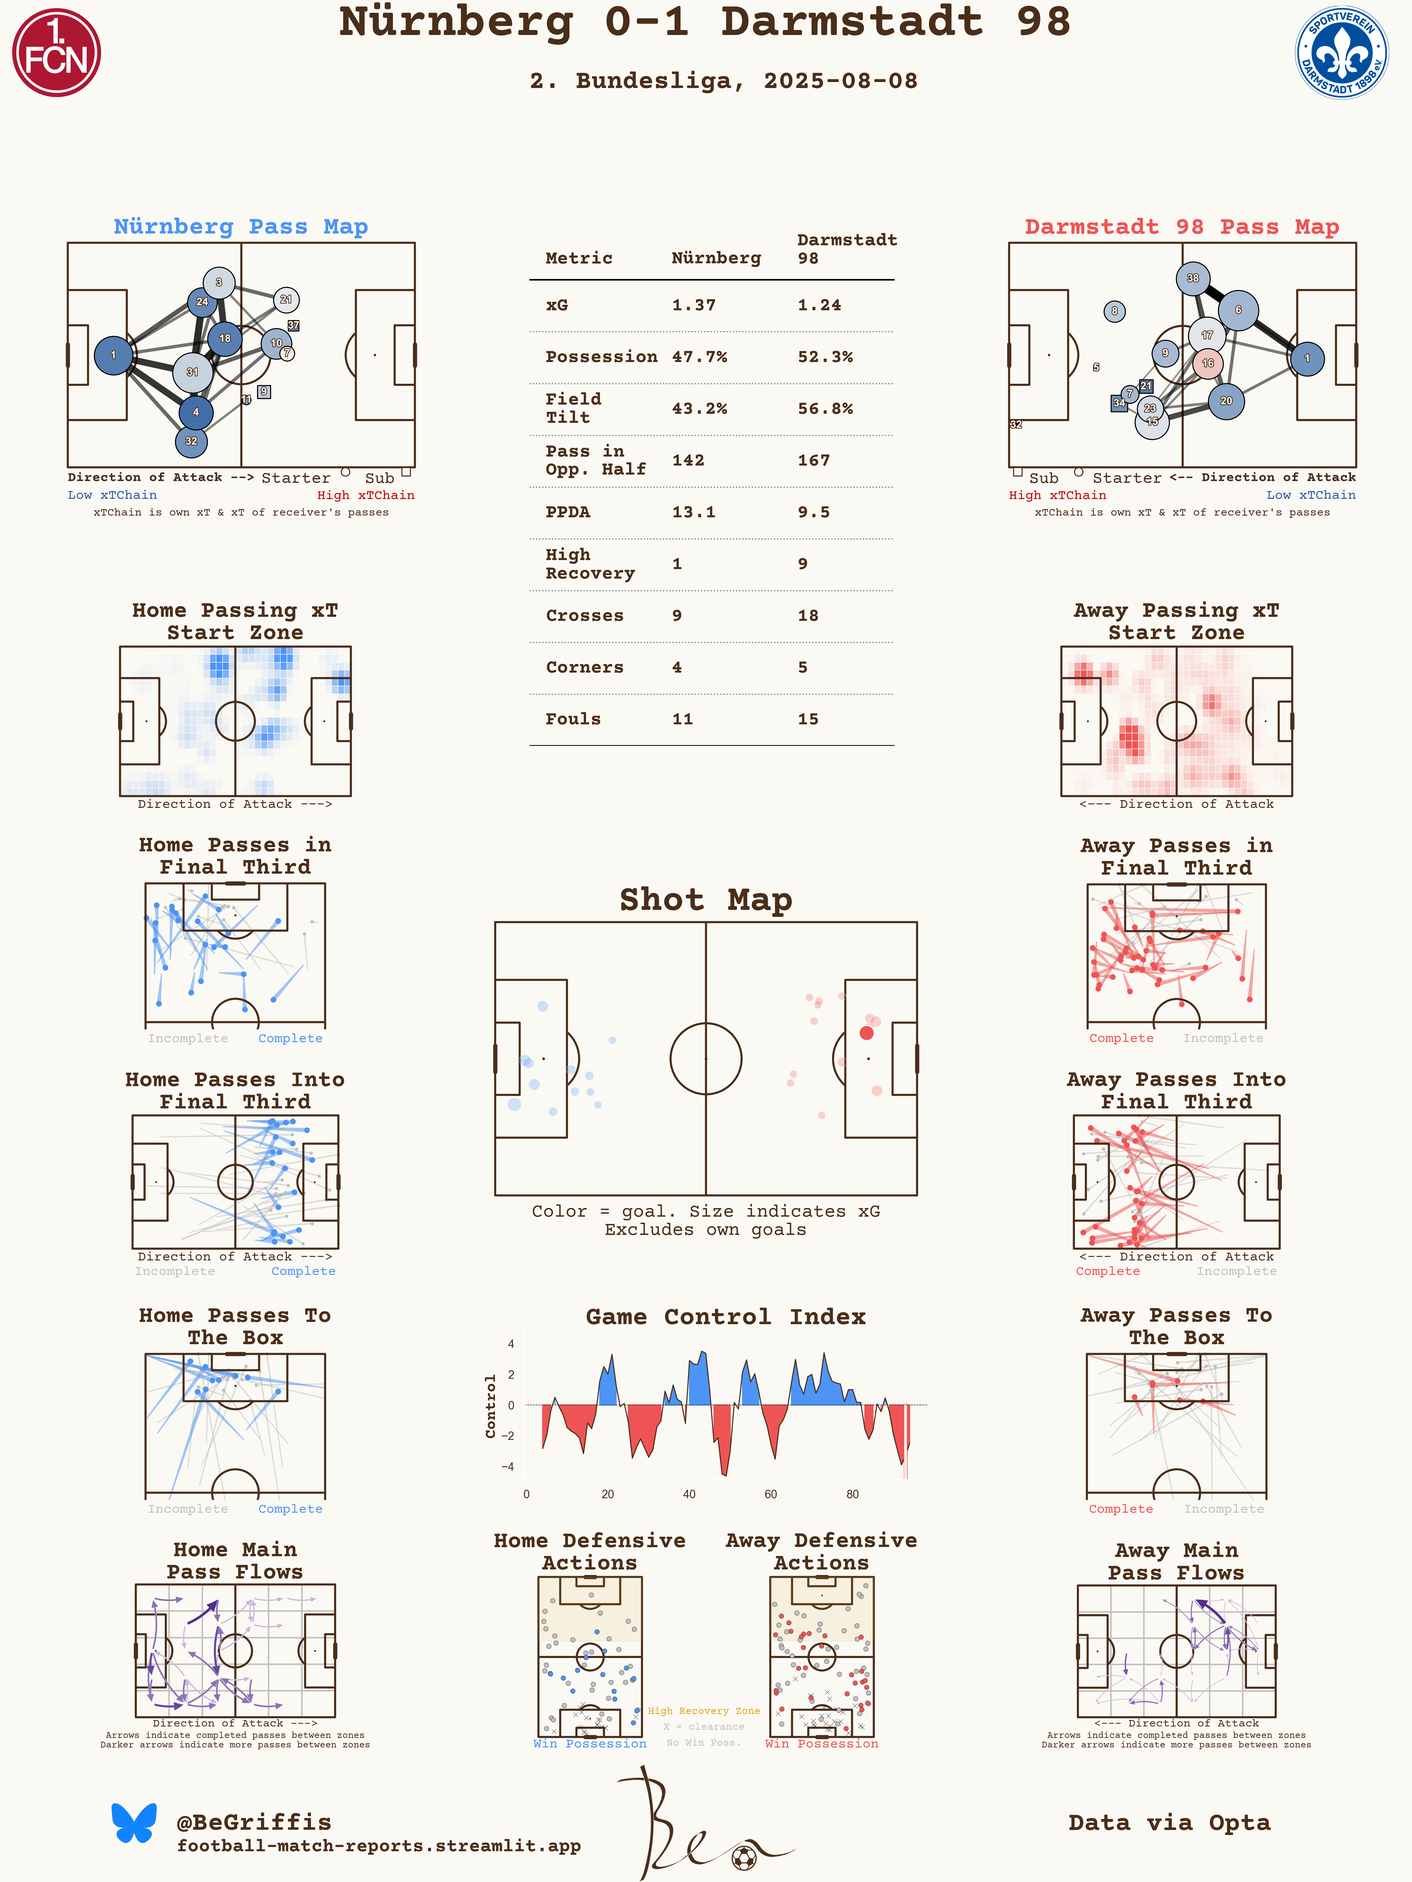 Nürnberg 0-1 Darmstadt 98
2. Bundesliga, 2025-08-08
1.
FCN
SPORTVEREIN
DARMSTADT 1898 e.V.
Nürnberg Pass Map
3
24
21
37
18
10
7
1
31
9
11
4
32
Direction of Attack --> Starter Sub
Low xTChain High xTChain
xTChain is own xT & xT of receiver's passes
Metric Nürnberg Darmstadt 98
xG 1.37 1.24
Possession 47.7% 52.3%
Field Tilt 43.2% 56.8%
Pass in Opp. Half 142 167
PPDA 13.1 9.5
High Recovery 1 9
Crosses 9 18
Corners 4 5
Fouls 11 15
Darmstadt 98 Pass Map
38
8
6
17
9
1
16
5
21
7
34
20
23
15
32
Sub Starter <-- Direction of Attack
High xTChain Low xTChain
xTChain is own xT & xT of receiver's passes
Home Passing xT
Start Zone
Direction of Attack --->
Away Passing xT
Start Zone
<--- Direction of Attack
Home Passes in
Final Third
Incomplete Complete
Away Passes in
Final Third
Complete Incomplete
Shot Map
Color = goal. Size indicates xG
Excludes own goals
Home Passes Into
Final Third
Direction of Attack --->
Incomplete Complete
Away Passes Into
Final Third
<--- Direction of Attack
Complete Incomplete
Home Passes To
The Box
Incomplete Complete
Game Control Index
Control
4
2
0
−2
−4
0 20 40 60 80
Away Passes To
The Box
Complete Incomplete
Home Main
Pass Flows
Direction of Attack --->
Arrows indicate completed passes between zones
Darker arrows indicate more passes between zones
Home Defensive
Actions
Win Possession
Away Defensive
Actions
Win Possession
High Recovery Zone
X = clearance
No Win Poss.
Away Main
Pass Flows
<--- Direction of Attack
Arrows indicate completed passes between zones
Darker arrows indicate more passes between zones
@BeGriffis
football-match-reports.streamlit.app
Ben
Data via Opta